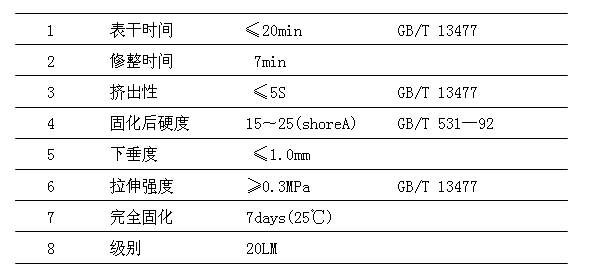 1 表干时间 ≤20min GB/T 13477
2 修整时间 7min
3 挤出性 ≤5S GB/T 13477
4 固化后硬度 15～25(shoreA) GB/T 531—92
5 下垂度 ≤1.0mm
6 拉伸强度 ≥0.3MPa GB/T 13477
7 完全固化 7days(25℃)
8 级别 20LM